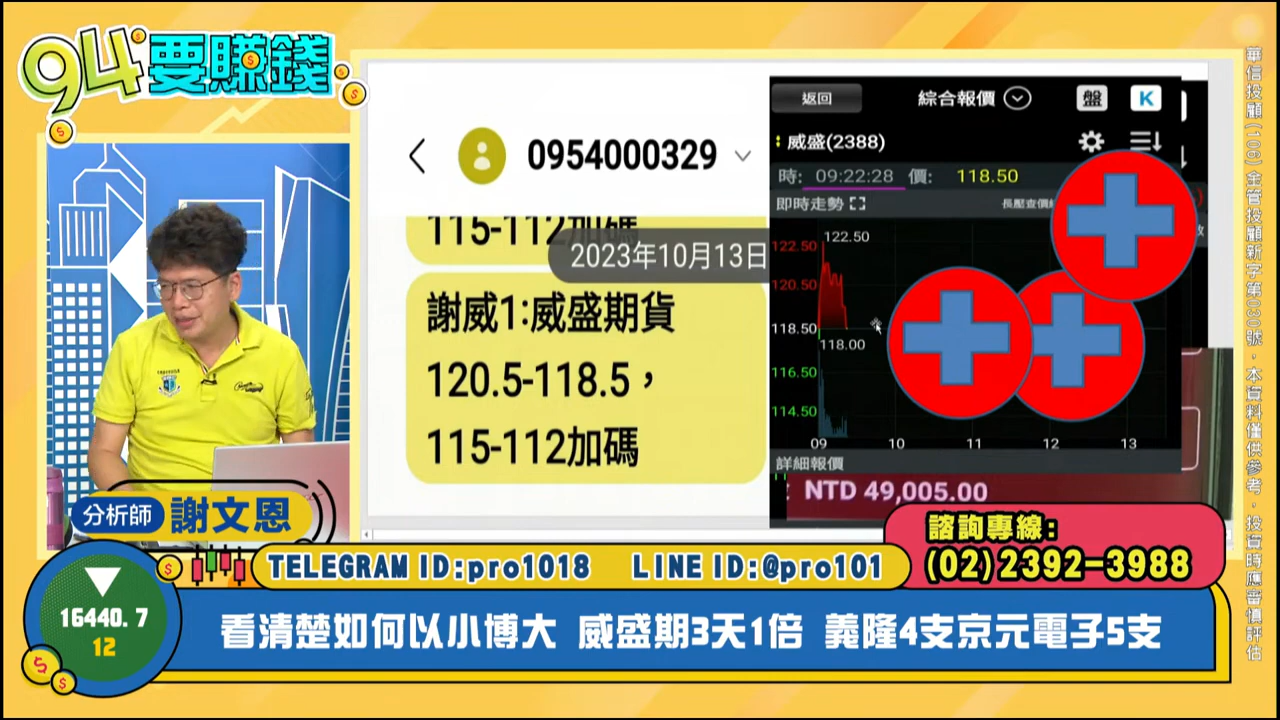 94要賺錢
0954000329
115-112加碼
2023年10月13日
謝威1:威盛期貨
120.5-118.5，
115-112加碼
返回
綜合報價
盤
K
威盛(2388)
時: 09:22:28 價: 118.50
即時走勢
長壓查價
122.50
122.50
120.50
118.50
118.00
116.50
114.50
09 10 11 12 13
詳細報價
NTD 49,005.00
分析師 謝文恩
TELEGRAM ID:pro1018 LINE ID:@pro101
諮詢專線:
(02)2392-3988
16440.7
12
看清楚如何以小博大 威盛期3天1倍 義隆4支京元電子5支
華信投顧(108)金管投顧新字第030號，本資料僅供參考，投資時應審慎評估